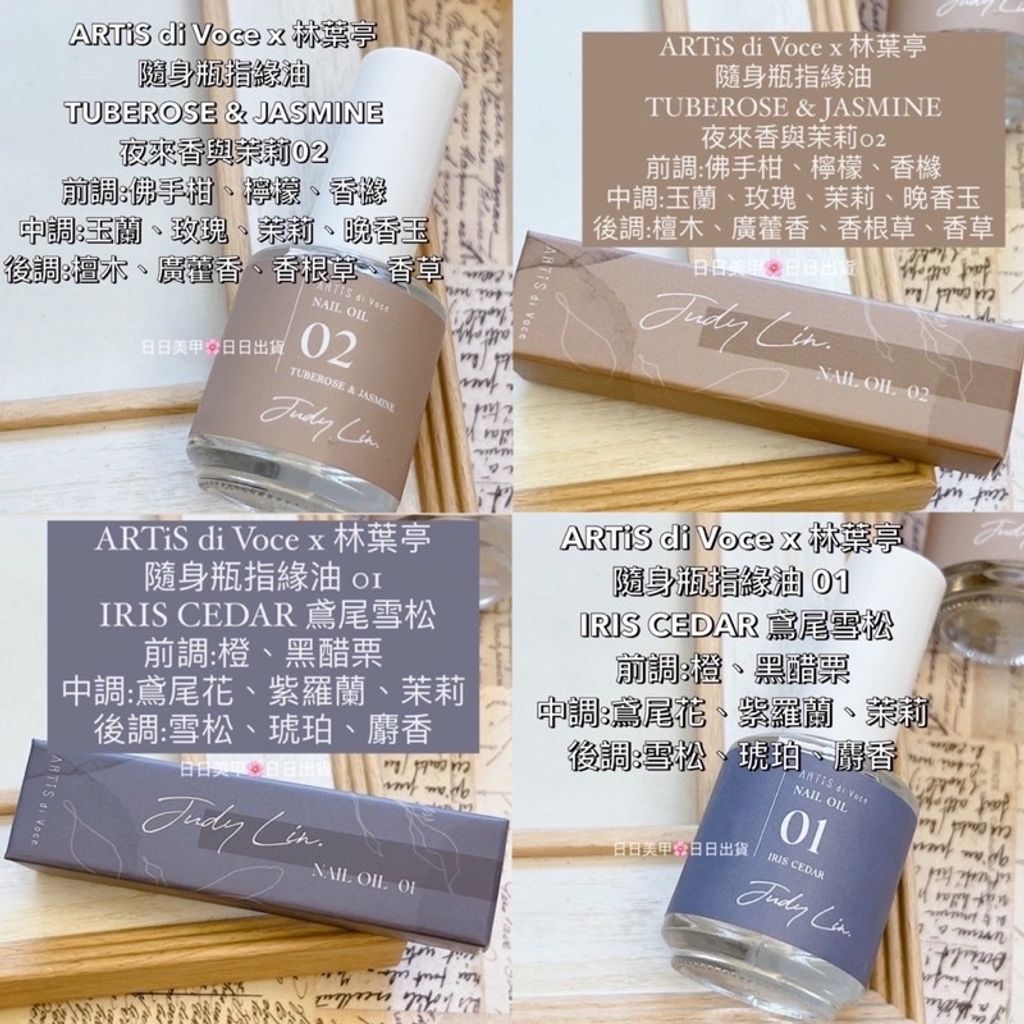 ARTiS di Voce x 林葉亭
隨身瓶指緣油
TUBEROSE & JASMINE
夜來香與茉莉02
前調:佛手柑、檸檬、香櫞
中調:玉蘭、玫瑰、茉莉、晚香玉
後調:檀木、廣藿香、香根草、香草
ARTiS di Voce
NAIL OIL
02
TUBEROSE & JASMINE
Judy Lin.
日日美甲🌸日日出貨
ARTiS di Voce x 林葉亭
隨身瓶指緣油
TUBEROSE & JASMINE
夜來香與茉莉02
前調:佛手柑、檸檬、香櫞
中調:玉蘭、玫瑰、茉莉、晚香玉
後調:檀木、廣藿香、香根草、香草
日日美甲🌸日日出貨
ARTiS di Voce
Judy Lin.
NAIL OIL 02
ARTiS di Voce x 林葉亭
隨身瓶指緣油 01
IRIS CEDAR 鳶尾雪松
前調:橙、黑醋栗
中調:鳶尾花、紫羅蘭、茉莉
後調:雪松、琥珀、麝香
日日美甲🌸日日出貨
ARTiS di Voce
Judy Lin.
NAIL OIL 01
ARTiS di Voce x 林葉亭
隨身瓶指緣油 01
IRIS CEDAR 鳶尾雪松
前調:橙、黑醋栗
中調:鳶尾花、紫羅蘭、茉莉
後調:雪松、琥珀、麝香
ARTiS di Voce
NAIL OIL
01
IRIS CEDAR
Judy Lin.
日日美甲🌸日日出貨